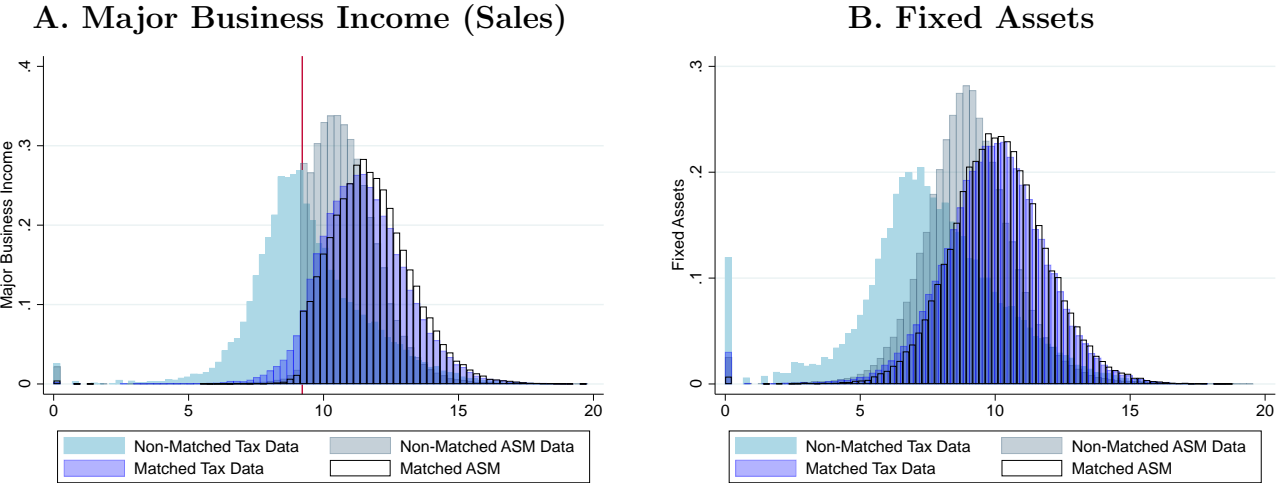 A. Major Business Income (Sales)
Major Business Income
.4
.3
.2
.1
0
0 5 10 15 20
Non-Matched Tax Data Non-Matched ASM Data
Matched Tax Data Matched ASM
B. Fixed Assets
Fixed Assets
.3
.2
.1
0
0 5 10 15 20
Non-Matched Tax Data Non-Matched ASM Data
Matched Tax Data Matched ASM